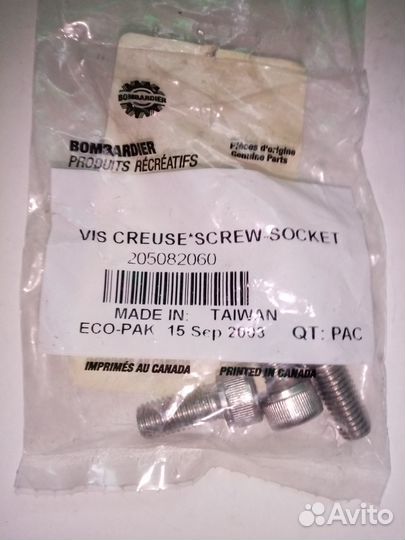 BOMBARDIER
BOMBARDIER
PRODUITS RÉCRÉATIFS
Pièces d'origine
Genuine Parts
VIS CREUSE*SCREW-SOCKET
205082060
MADE IN: TAIWAN
ECO-PAK 15 Sep 2003 QT: PAC
IMPRIMÉS AU CANADA
PRINTED IN CANADA
Avito